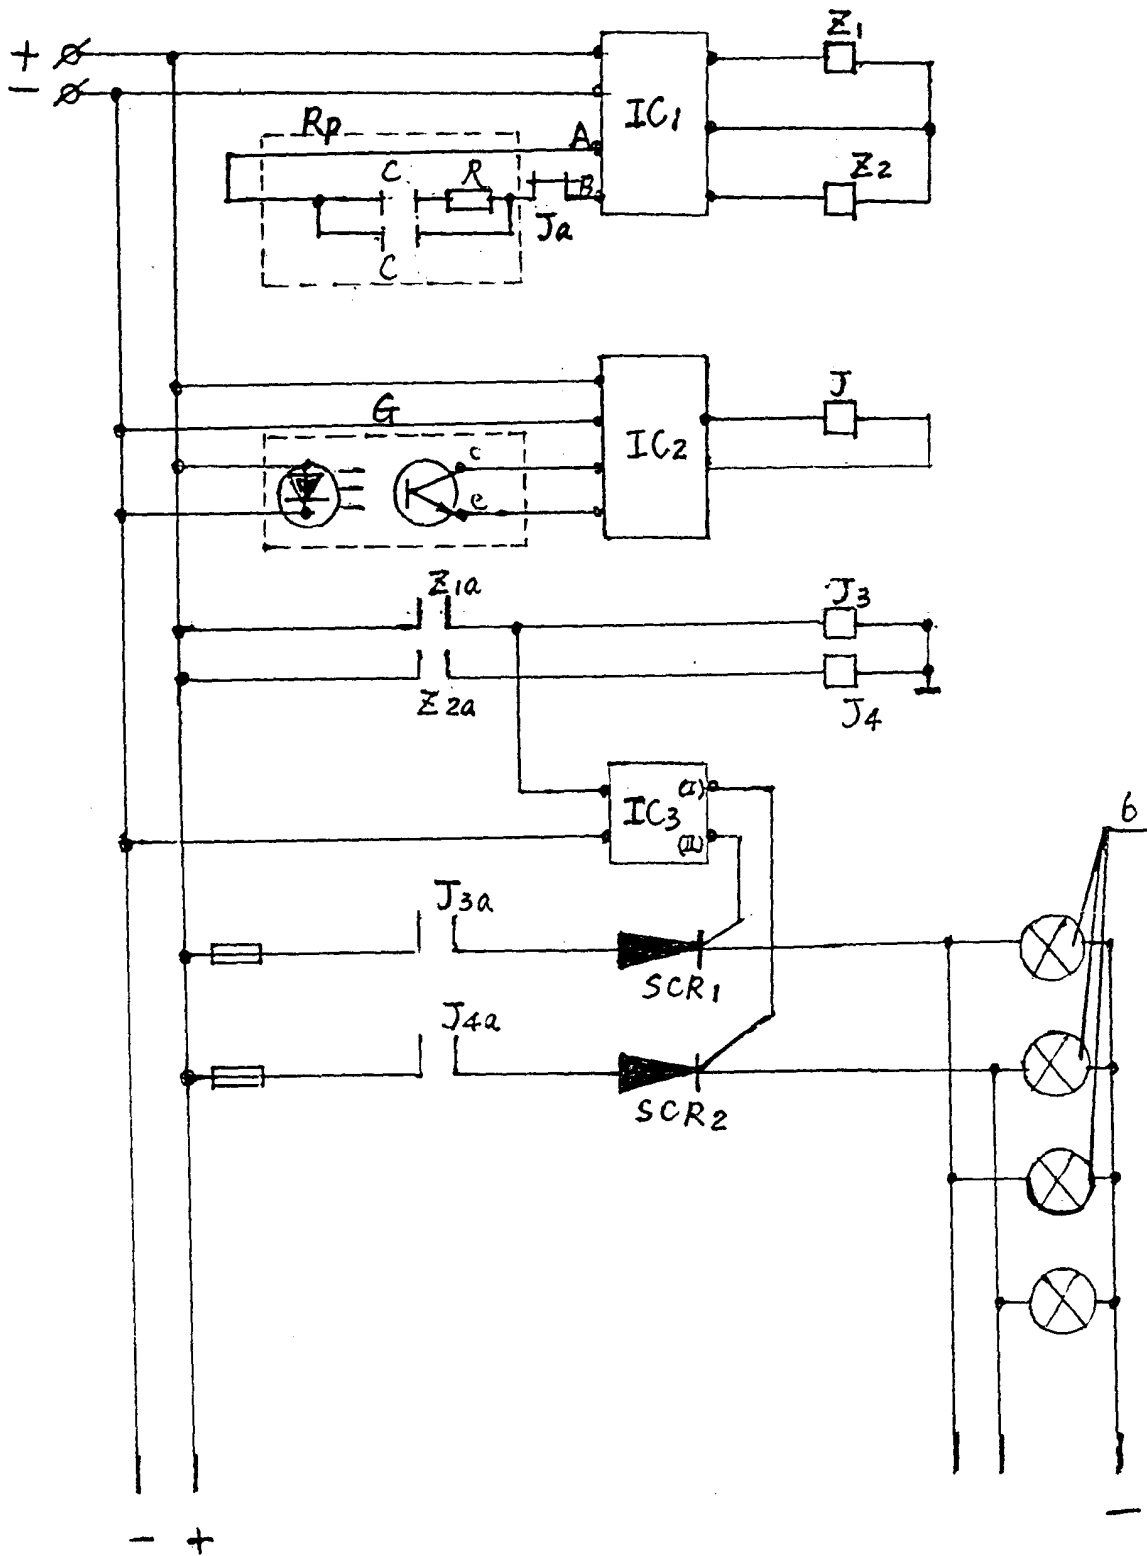 +
Z1
−
IC1
Rp
A
C
R
Z2
B
Ja
C
J
G
IC2
c
e
Z1a
J3
Z2a
J4
(I)
IC3
(II)
6
J3a
SCR1
J4a
SCR2
−
− +